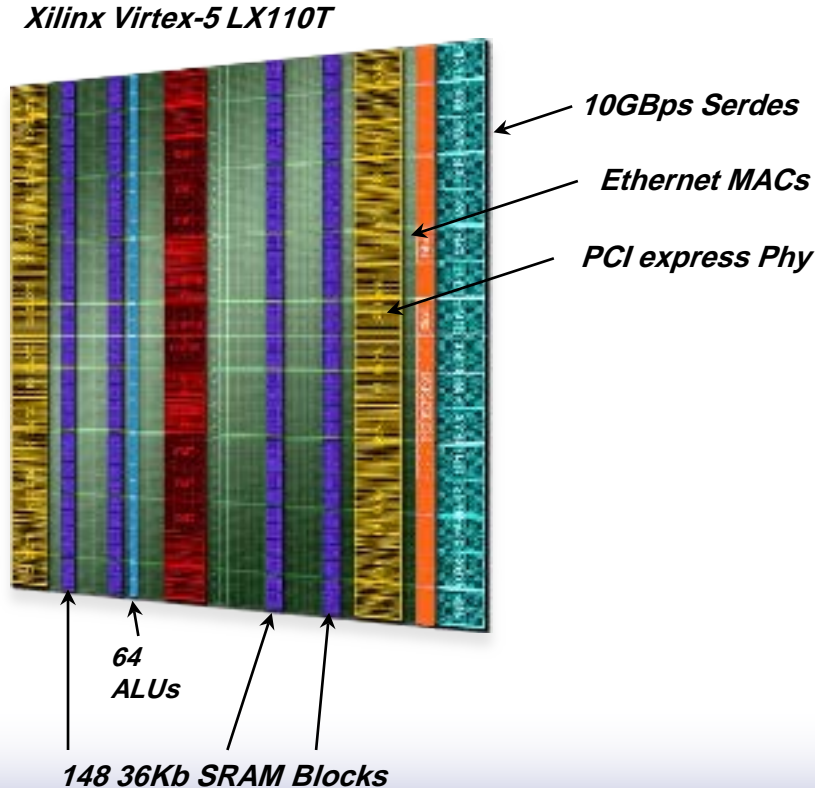 Xilinx Virtex-5 LX110T
10GBps Serdes
Ethernet MACs
PCI express Phy
64
ALUs
148 36Kb SRAM Blocks